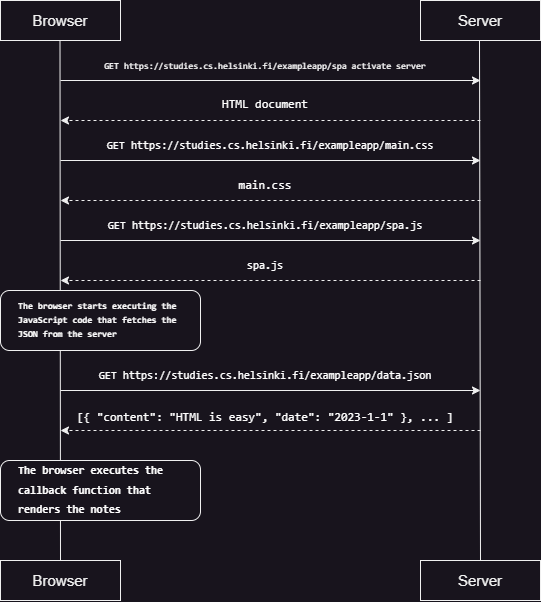 Browser
Server
GET https://studies.cs.helsinki.fi/exampleapp/spa activate server
HTML document
GET https://studies.cs.helsinki.fi/exampleapp/main.css
main.css
GET https://studies.cs.helsinki.fi/exampleapp/spa.js
spa.js
The browser starts executing the
JavaScript code that fetches the
JSON from the server
GET https://studies.cs.helsinki.fi/exampleapp/data.json
[{ "content": "HTML is easy", "date": "2023-1-1" }, ... ]
The browser executes the
callback function that
renders the notes
Browser
Server